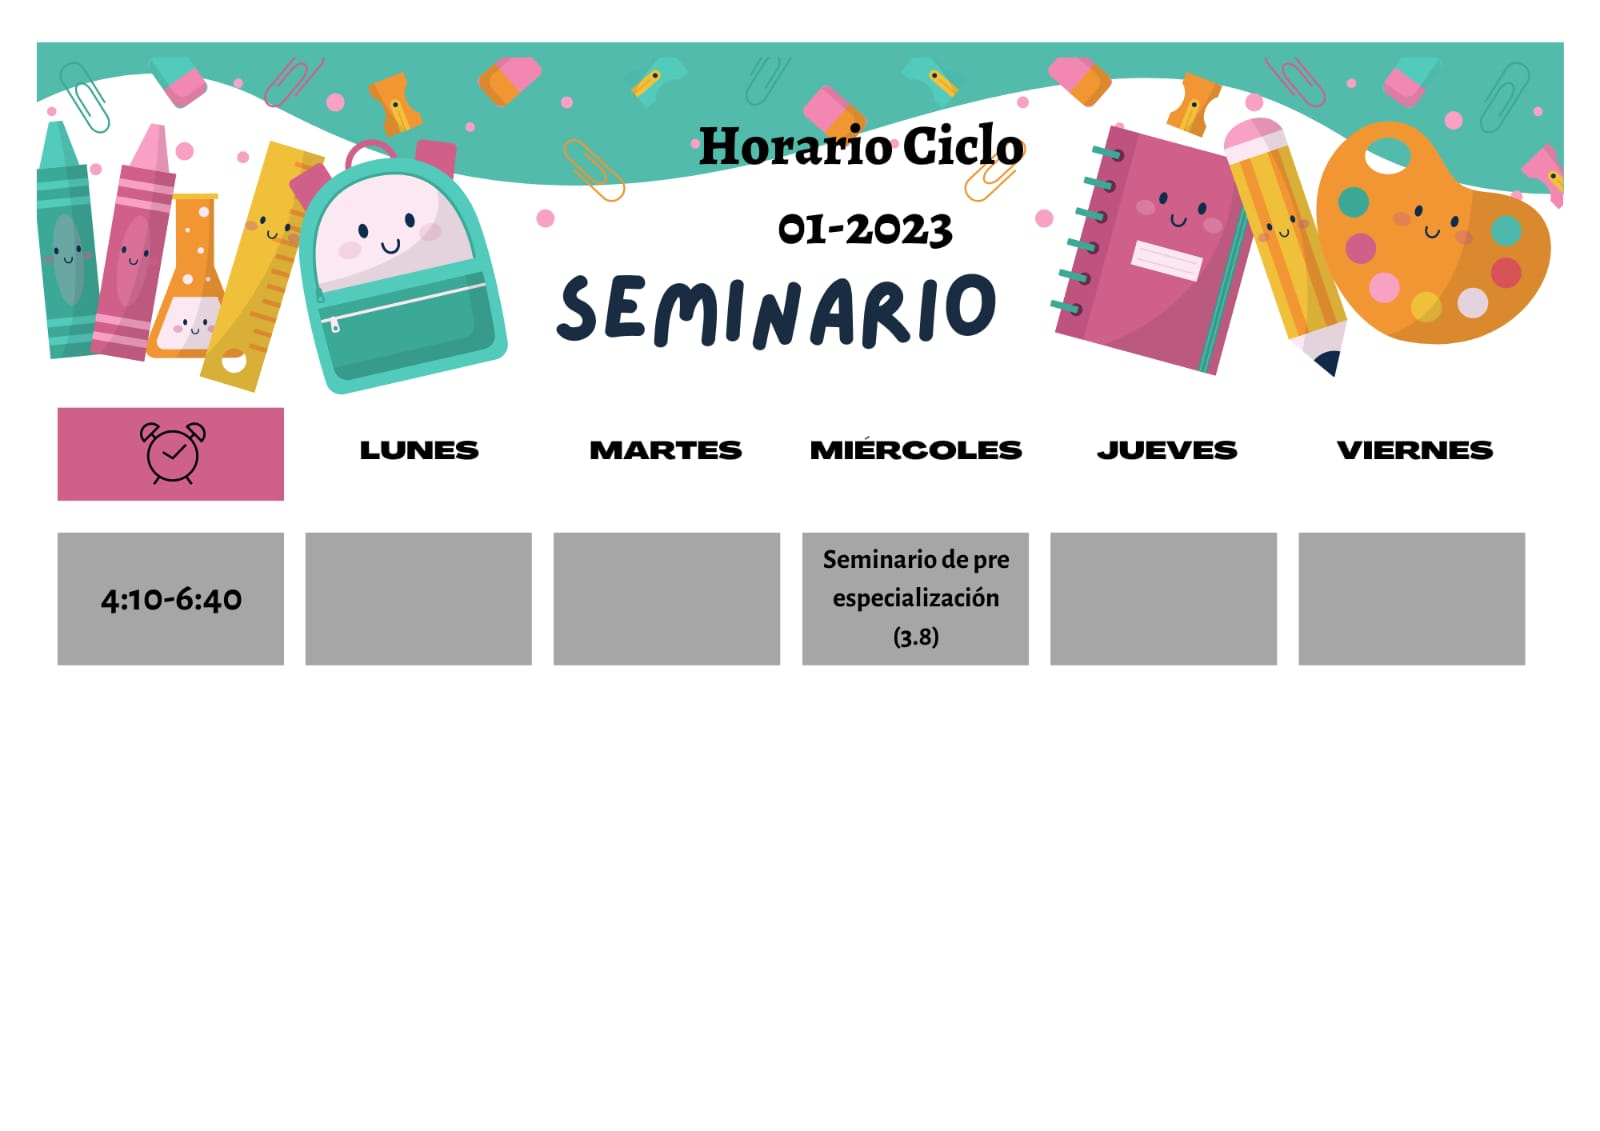 Horario Ciclo
01-2023
SEMINARIO
LUNES MARTES MIÉRCOLES JUEVES VIERNES
4:10-6:40
Seminario de pre
especialización
(3.8)